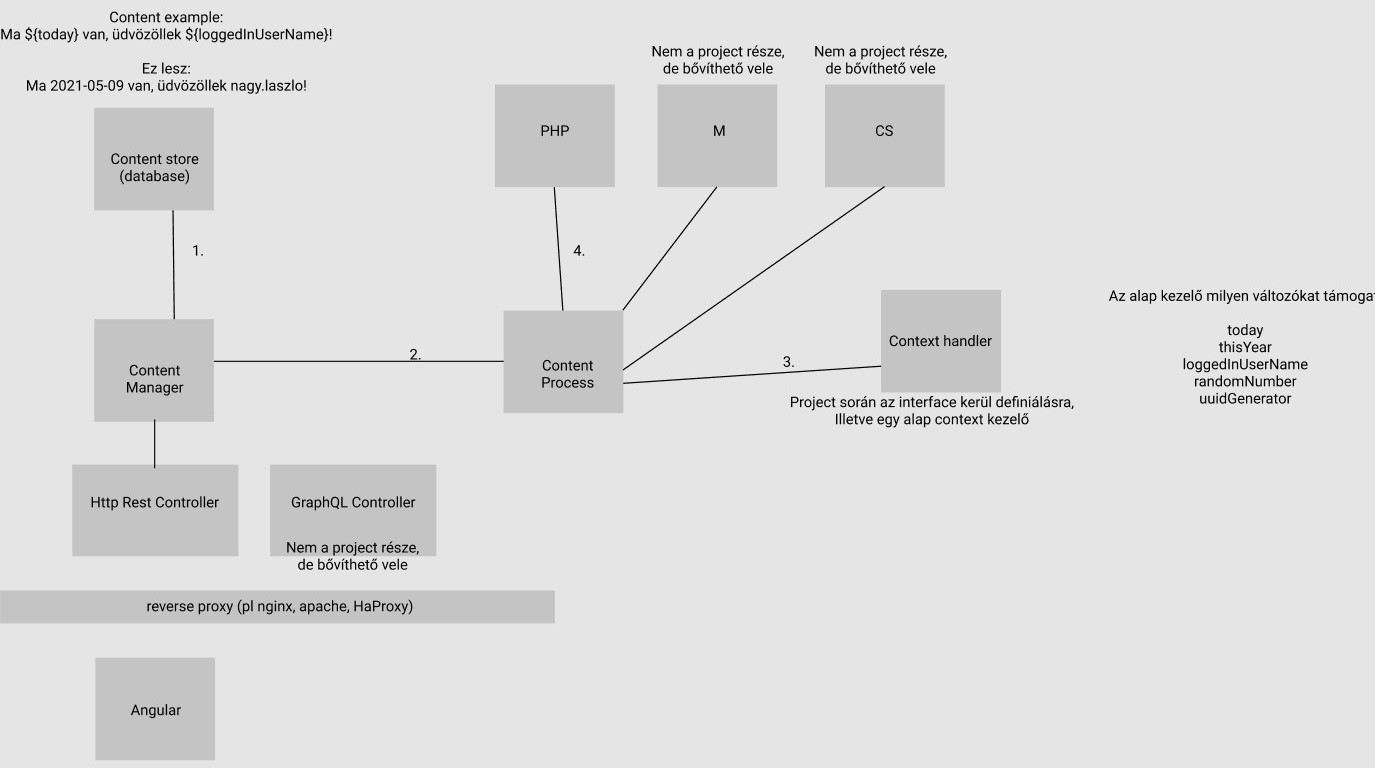 Content example:
Ma ${today} van, üdvözöllek ${loggedInUserName}!
Ez lesz:
Ma 2021-05-09 van, üdvözöllek nagy.laszlo!
Nem a project része,
de bővíthető vele
Nem a project része,
de bővíthető vele
PHP
M
CS
Content store
(database)
1.
4.
Content
Manager
2.
Content
Process
3.
Context handler
Project során az interface kerül definiálásra,
Illetve egy alap context kezelő
Az alap kezelő milyen változókat támogat
today
thisYear
loggedInUserName
randomNumber
uuidGenerator
Http Rest Controller
GraphQL Controller
Nem a project része,
de bővíthető vele
reverse proxy (pl nginx, apache, HaProxy)
Angular